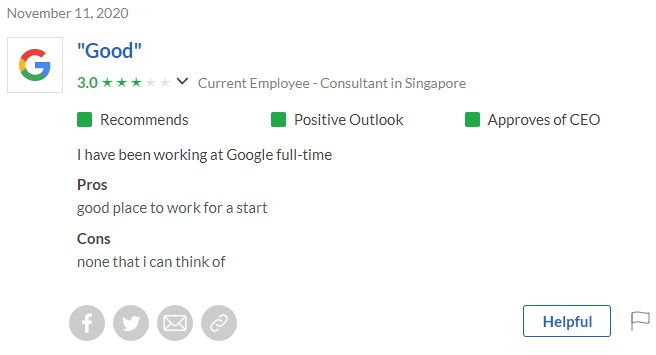 November 11, 2020
"Good"
3.0 Current Employee - Consultant in Singapore
Recommends Positive Outlook Approves of CEO
I have been working at Google full-time
Pros
good place to work for a start
Cons
none that i can think of
Helpful